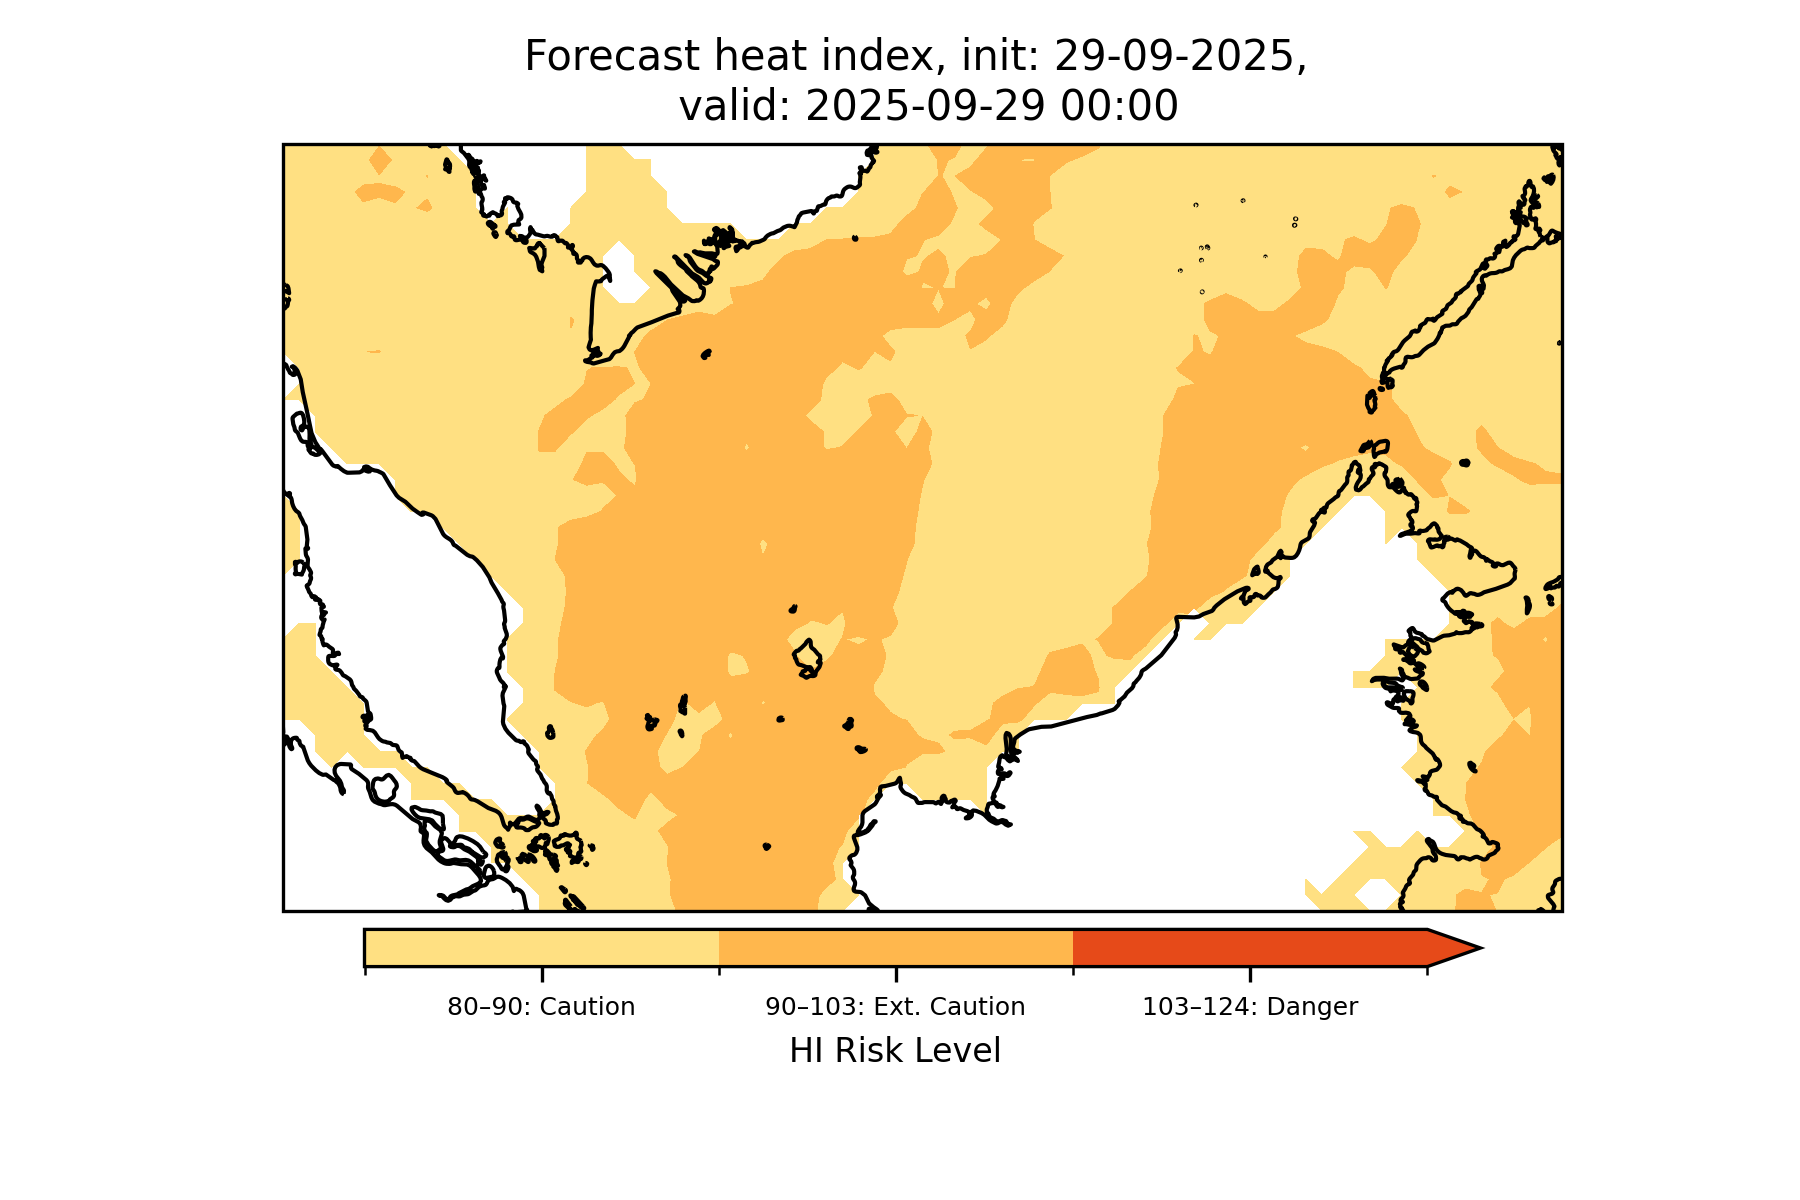 Forecast heat index, init: 29-09-2025,
valid: 2025-09-29 00:00
80–90: Caution
90–103: Ext. Caution
103–124: Danger
HI Risk Level